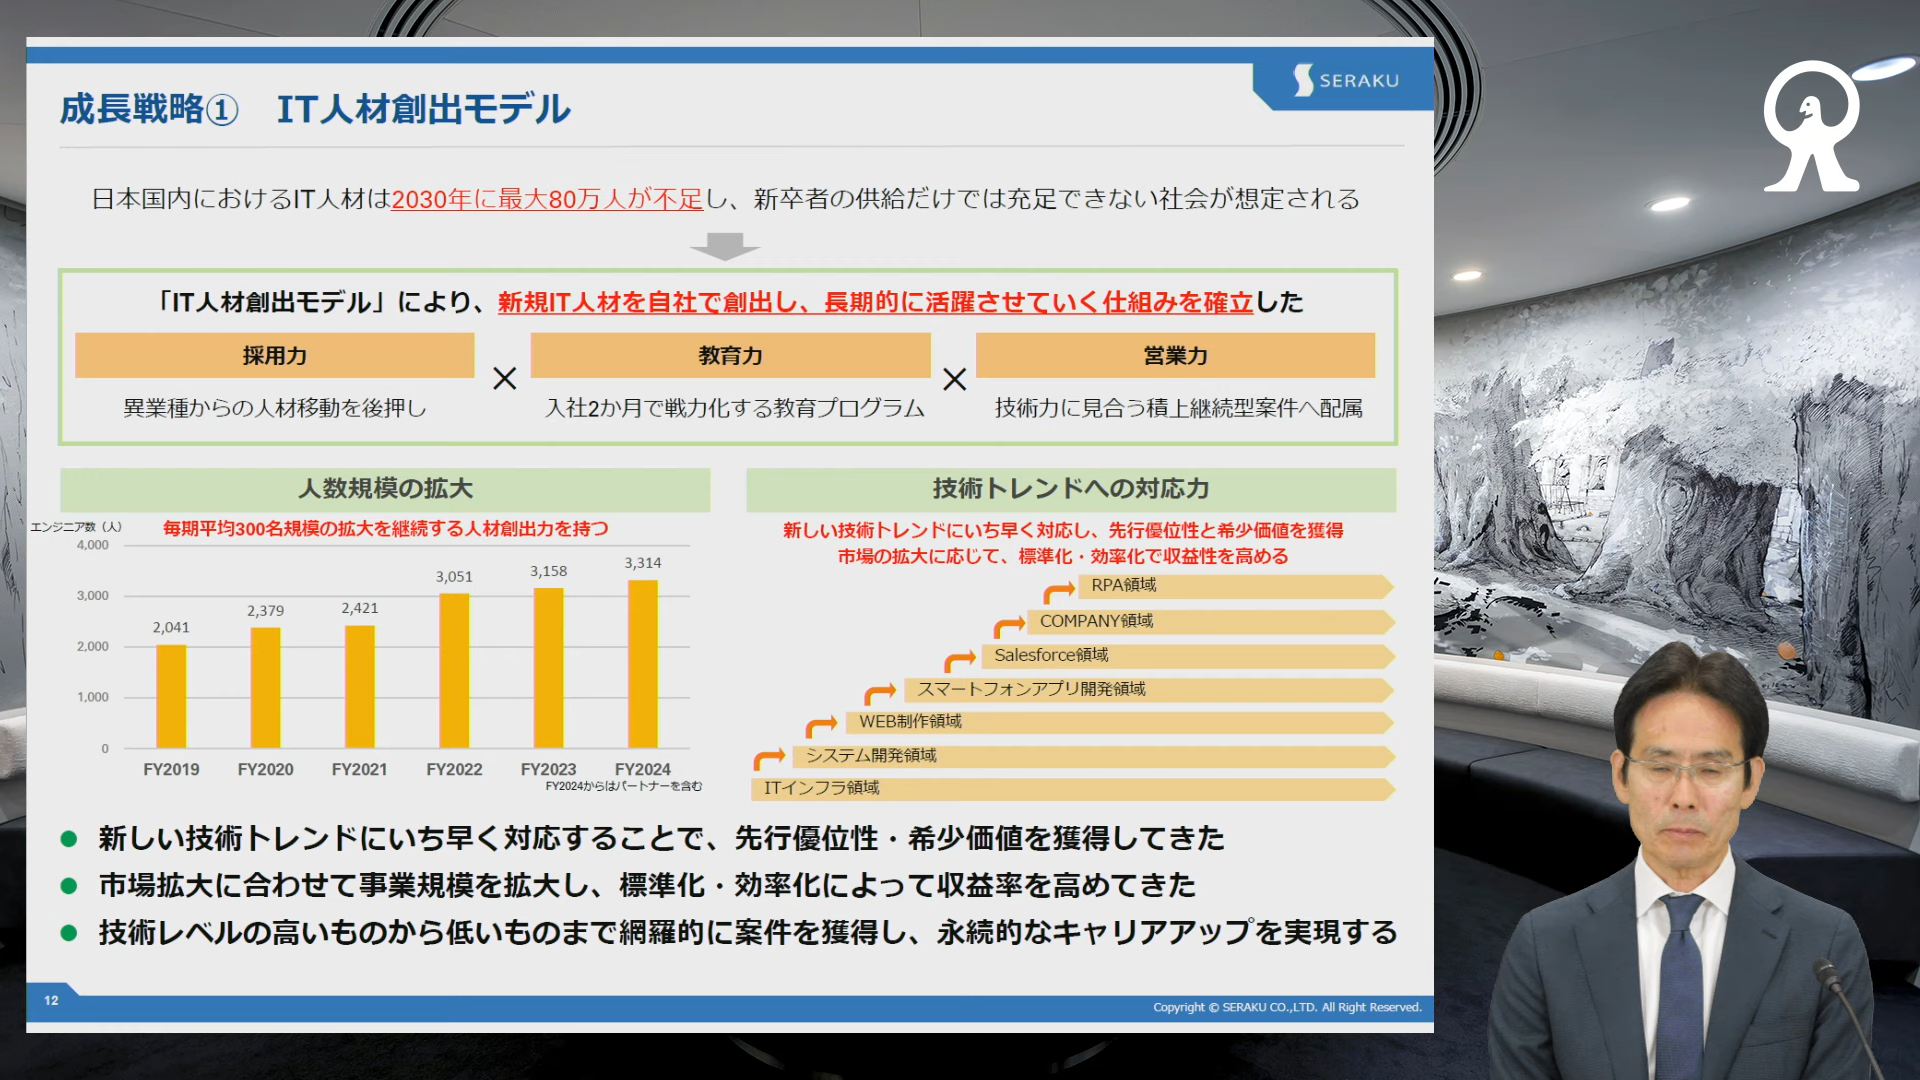 SERAKU
成長戦略① IT人材創出モデル
日本国内におけるIT人材は2030年に最大80万人が不足し、新卒者の供給だけでは充足できない社会が想定される
「IT人材創出モデル」により、新規IT人材を自社で創出し、長期的に活躍させていく仕組みを確立した
採用力 × 教育力 × 営業力
異業種からの人材移動を後押し 入社2か月で戦力化する教育プログラム 技術力に見合う積上継続型案件へ配属
人数規模の拡大
エンジニア数（人） 毎期平均300名規模の拡大を継続する人材創出力を持つ
4,000
3,000
2,000
1,000
0
2,041
2,379
2,421
3,051
3,158
3,314
FY2019 FY2020 FY2021 FY2022 FY2023 FY2024
FY2024からはパートナーを含む
技術トレンドへの対応力
新しい技術トレンドにいち早く対応し、先行優位性と希少価値を獲得
市場の拡大に応じて、標準化・効率化で収益性を高める
RPA領域
COMPANY領域
Salesforce領域
スマートフォンアプリ開発領域
WEB制作領域
システム開発領域
ITインフラ領域
● 新しい技術トレンドにいち早く対応することで、先行優位性・希少価値を獲得してきた
● 市場拡大に合わせて事業規模を拡大し、標準化・効率化によって収益率を高めてきた
● 技術レベルの高いものから低いものまで網羅的に案件を獲得し、永続的なキャリアアップを実現する
12
Copyright © SERAKU CO.,LTD. All Right Reserved.